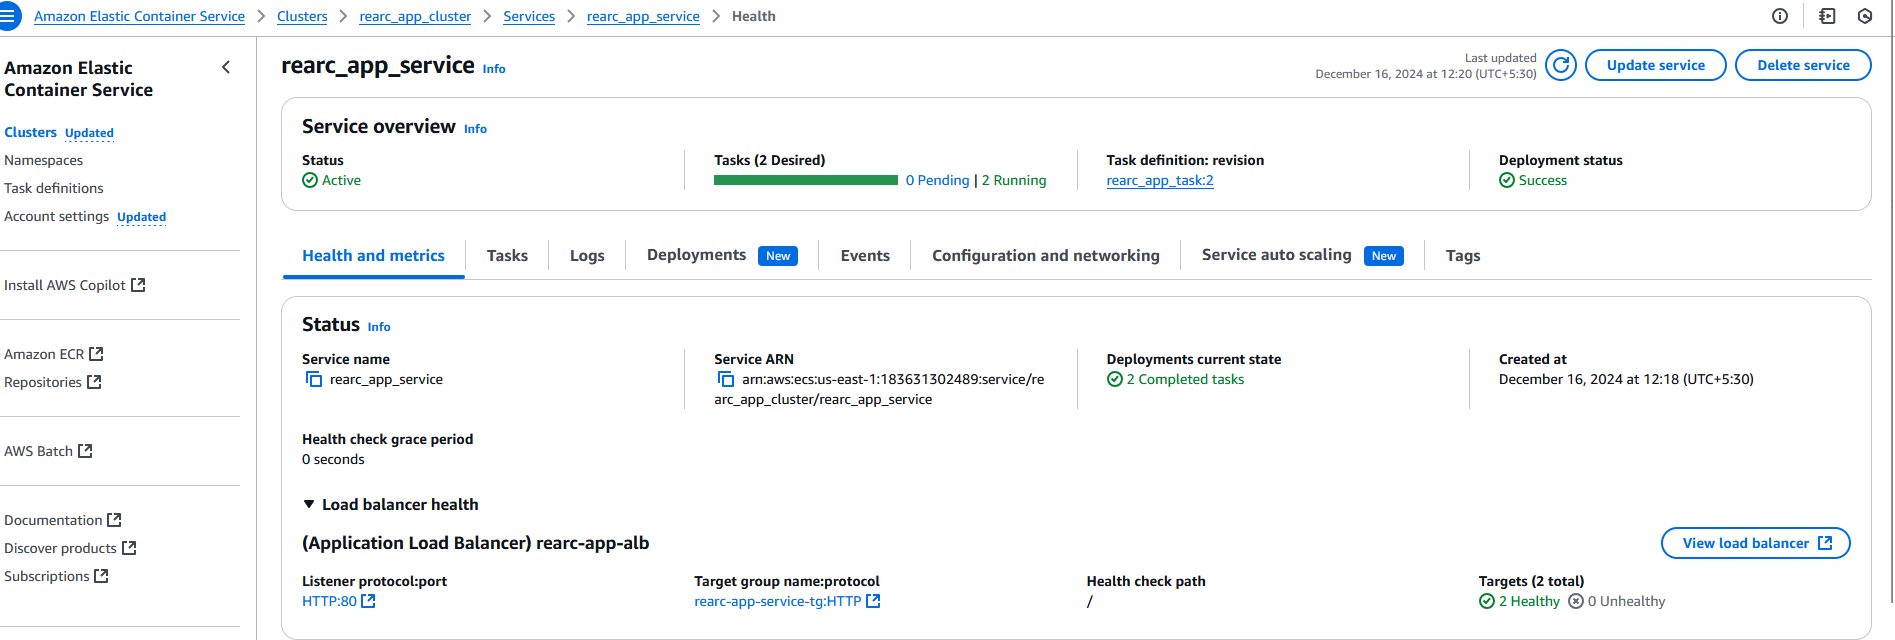 Amazon Elastic Container Service > Clusters > rearc_app_cluster > Services > rearc_app_service > Health
Amazon Elastic
Container Service
Clusters Updated
Namespaces
Task definitions
Account settings Updated
Install AWS Copilot
Amazon ECR
Repositories
AWS Batch
Documentation
Discover products
Subscriptions
rearc_app_service Info
Last updated
December 16, 2024 at 12:20 (UTC+5:30)
Update service
Delete service
Service overview Info
Status
Active
Tasks (2 Desired)
0 Pending | 2 Running
Task definition: revision
rearc_app_task:2
Deployment status
Success
Health and metrics
Tasks
Logs
Deployments New
Events
Configuration and networking
Service auto scaling New
Tags
Status Info
Service name
rearc_app_service
Service ARN
arn:aws:ecs:us-east-1:183631302489:service/re
arc_app_cluster/rearc_app_service
Deployments current state
2 Completed tasks
Created at
December 16, 2024 at 12:18 (UTC+5:30)
Health check grace period
0 seconds
Load balancer health
(Application Load Balancer) rearc-app-alb
View load balancer
Listener protocol:port
HTTP:80
Target group name:protocol
rearc-app-service-tg:HTTP
Health check path
/
Targets (2 total)
2 Healthy 0 Unhealthy